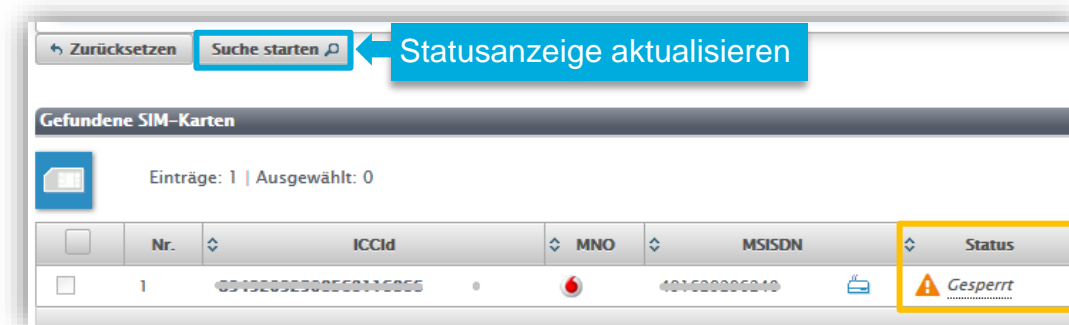 Zurücksetzen Suche starten Statusanzeige aktualisieren
Gefundene SIM-Karten
Einträge: 1 | Ausgewählt: 0
Nr. ICCId MNO MSISDN Status
1 Gesperrt